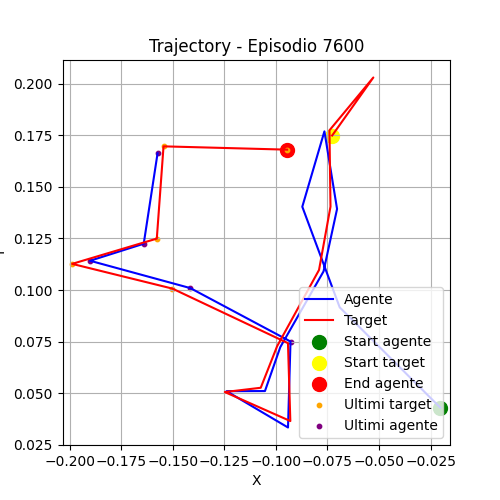 Trajectory - Episodio 7600
0.200
0.175
0.150
0.125
0.100
0.075
0.050
0.025
−0.200 −0.175 −0.150 −0.125 −0.100 −0.075 −0.050 −0.025
X
Agente
Target
Start agente
Start target
End agente
Ultimi target
Ultimi agente